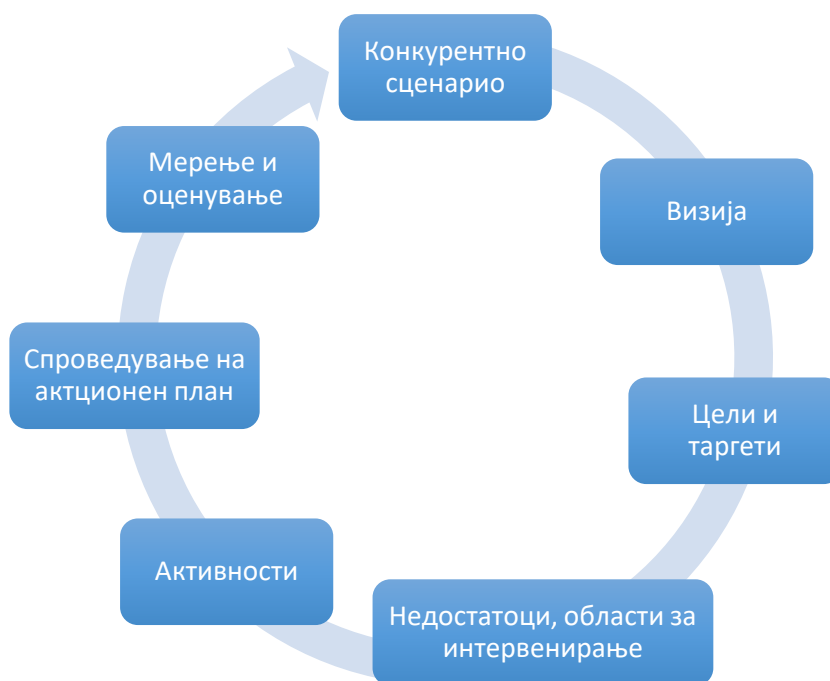 Конкурентно
сценарио
Визија
Цели и
таргети
Недостатоци, области за
интервенирање
Активности
Спроведување на
актционен план
Мерење и
оценување